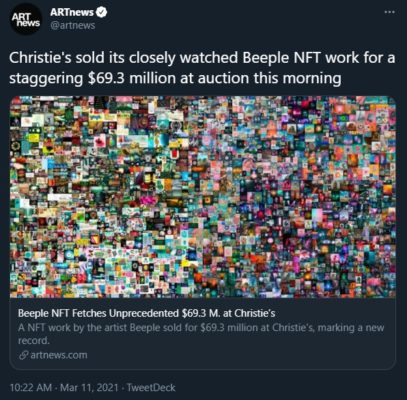 ART
news
ARTnews
@artnews
Christie's sold its closely watched Beeple NFT work for a
staggering $69.3 million at auction this morning
Beeple NFT Fetches Unprecedented $69.3 M. at Christie's
A NFT work by the artist Beeple sold for $69.3 million at Christie's, marking a new
record.
artnews.com
10:22 AM · Mar 11, 2021 · TweetDeck